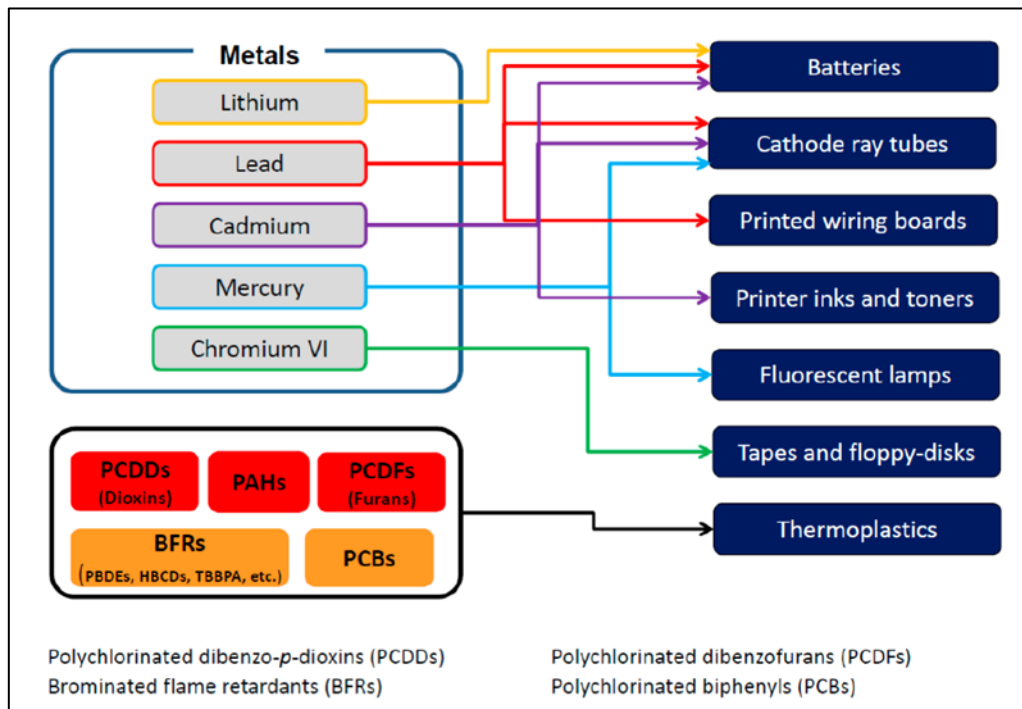 Metals
Lithium
Lead
Cadmium
Mercury
Chromium VI
Batteries
Cathode ray tubes
Printed wiring boards
Printer inks and toners
Fluorescent lamps
Tapes and floppy-disks
Thermoplastics
PCDDs
(Dioxins)
PAHs
PCDFs
(Furans)
BFRs
(PBDEs, HBCDs, TBBPA, etc.)
PCBs
Polychlorinated dibenzo-p-dioxins (PCDDs)
Brominated flame retardants (BFRs)
Polychlorinated dibenzofurans (PCDFs)
Polychlorinated biphenyls (PCBs)